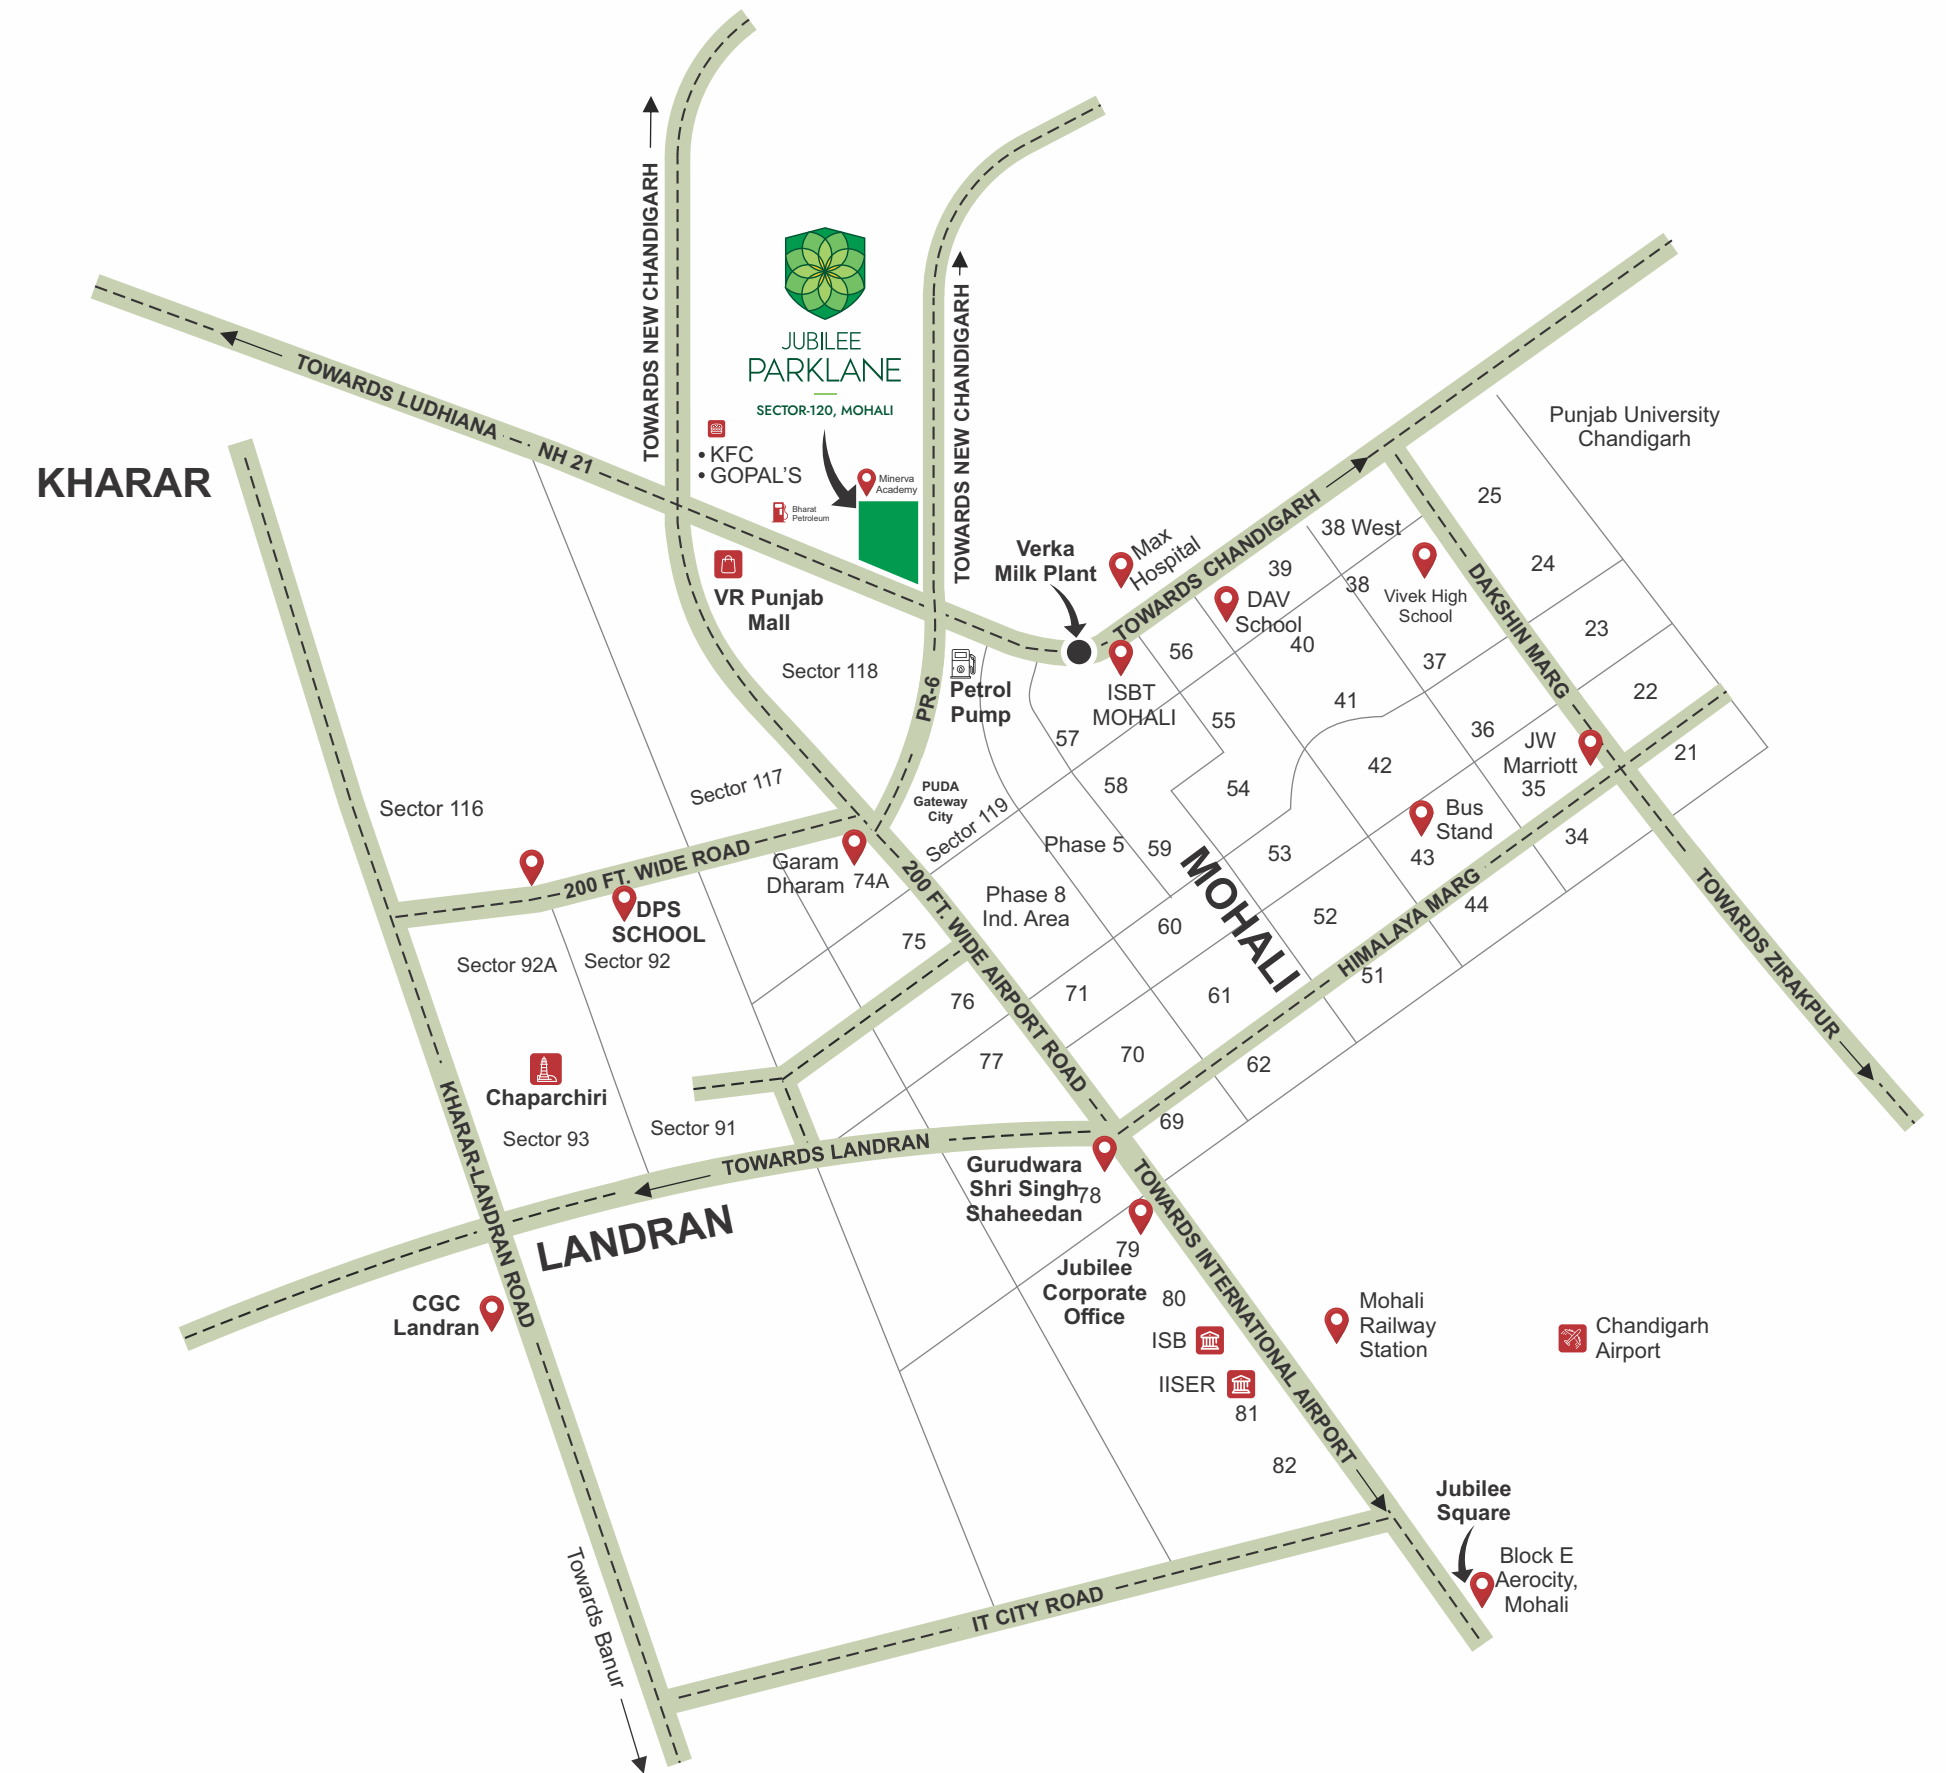 TOWARDS NEW CHANDIGARH
TOWARDS NEW CHANDIGARH
JUBILEE
PARKLANE
SECTOR-120, MOHALI
TOWARDS LUDHIANA
NH 21
KHARAR
• KFC
• GOPAL'S
Minerva
Academy
Bharat
Petroleum
VR Punjab
Mall
Verka
Milk Plant
Max
Hospital
TOWARDS CHANDIGARH
Punjab University
Chandigarh
38 West
39
38
DAV
School
40
Vivek High
School
DAKSHIN MARG
25
24
23
22
21
Sector 118
PR-6
Petrol
Pump
ISBT
MOHALI
56
55
57
58
54
41
37
36
42
JW
Marriott
35
34
Bus
Stand
43
44
Sector 116
Sector 117
PUDA
Gateway
City
Sector 119
Phase 5
59
53
MOHALI
52
51
HIMALAYA MARG
TOWARDS ZIRAKPUR
200 FT. WIDE ROAD
Garam
Dharam
74A
DPS
SCHOOL
Sector 92A
Sector 92
200 FT. WIDE AIRPORT ROAD
Phase 8
Ind. Area
75
60
76
71
61
77
70
62
69
Chaparchiri
Sector 93
Sector 91
KHARAR-LANDRAN ROAD
TOWARDS LANDRAN
LANDRAN
Gurudwara
Shri Singh
Shaheedan
78
79
Jubilee
Corporate
Office
TOWARDS INTERNATIONAL AIRPORT
80
ISB
IISER
81
82
CGC
Landran
Mohali
Railway
Station
Chandigarh
Airport
Jubilee
Square
Block E
Aerocity,
Mohali
IT CITY ROAD
Towards Banur